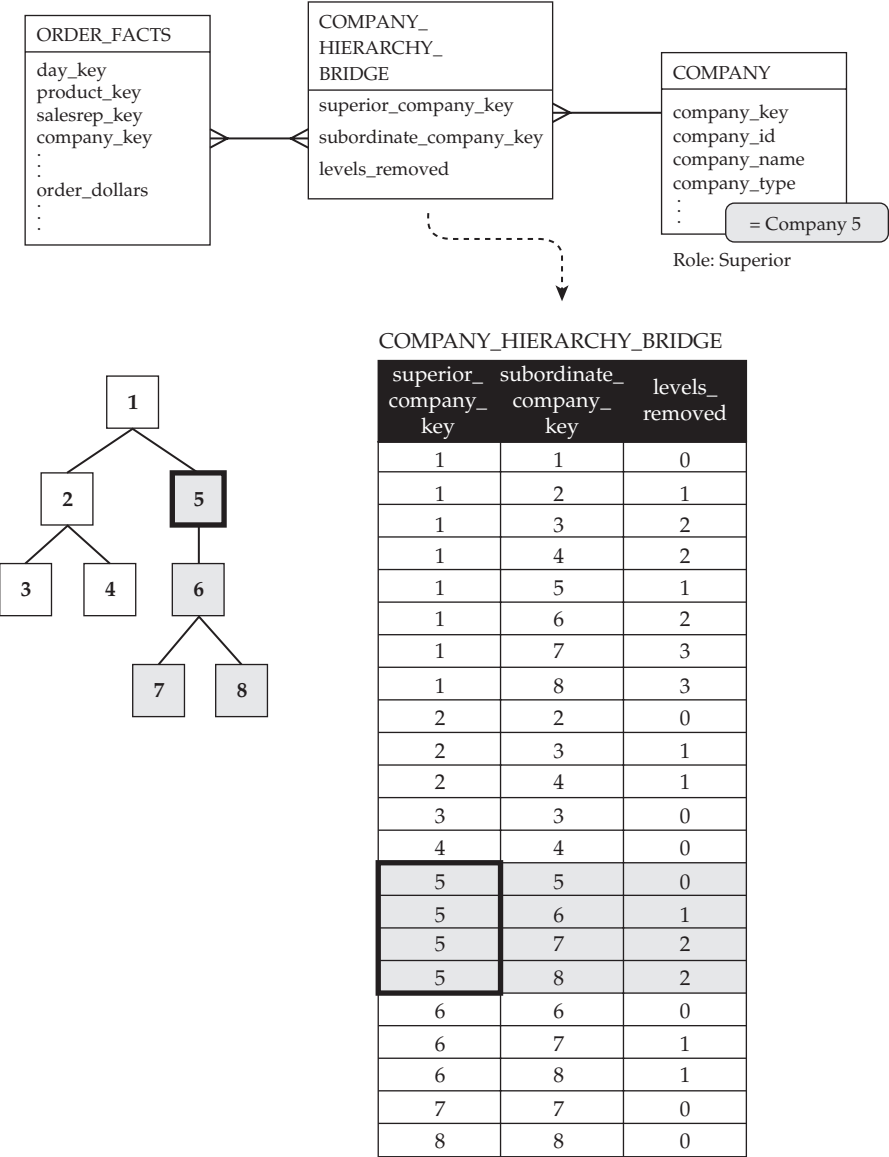 ORDER_FACTS
day_key
product_key
salesrep_key
company_key
order_dollars
COMPANY_
HIERARCHY_
BRIDGE
superior_company_key
subordinate_company_key
levels_removed
COMPANY
company_key
company_id
company_name
company_type
= Company 5
Role: Superior
1
2 5
3 4 6
7 8
COMPANY_HIERARCHY_BRIDGE
superior_ subordinate_ levels_
company_ company_ removed
key key
1 1 0
1 2 1
1 3 2
1 4 2
1 5 1
1 6 2
1 7 3
1 8 3
2 2 0
2 3 1
2 4 1
3 3 0
4 4 0
5 5 0
5 6 1
5 7 2
5 8 2
6 6 0
6 7 1
6 8 1
7 7 0
8 8 0